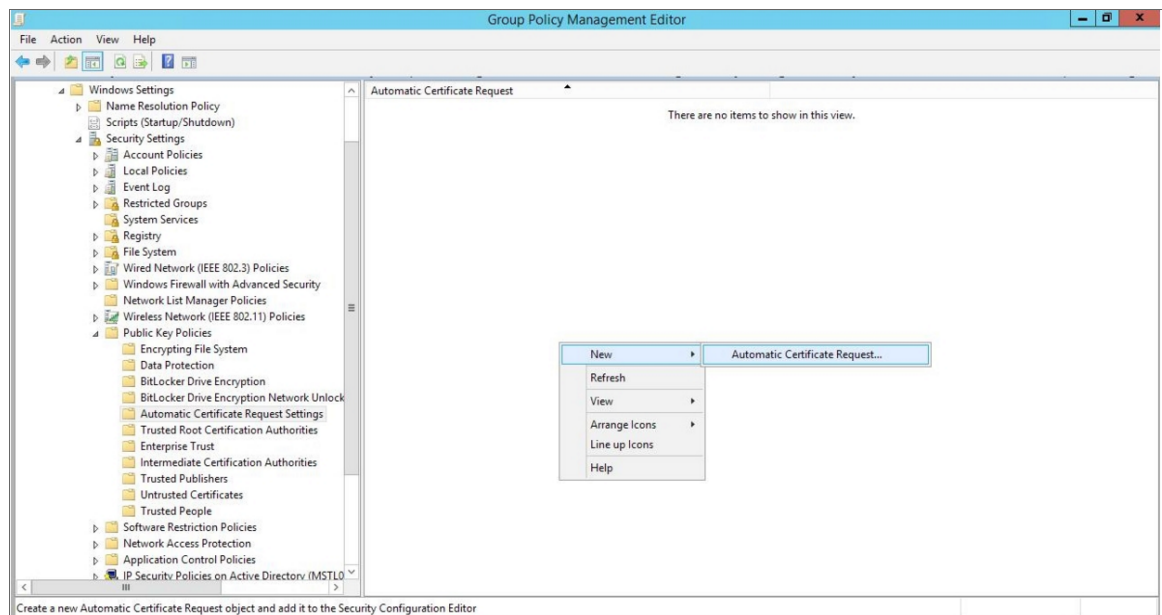 Group Policy Management Editor
File Action View Help
Windows Settings
Name Resolution Policy
Scripts (Startup/Shutdown)
Security Settings
Account Policies
Local Policies
Event Log
Restricted Groups
System Services
Registry
File System
Wired Network (IEEE 802.3) Policies
Windows Firewall with Advanced Security
Network List Manager Policies
Wireless Network (IEEE 802.11) Policies
Public Key Policies
Encrypting File System
Data Protection
BitLocker Drive Encryption
BitLocker Drive Encryption Network Unlock
Automatic Certificate Request Settings
Trusted Root Certification Authorities
Enterprise Trust
Intermediate Certification Authorities
Trusted Publishers
Untrusted Certificates
Trusted People
Software Restriction Policies
Network Access Protection
Application Control Policies
IP Security Policies on Active Directory (MSTL0
Automatic Certificate Request
There are no items to show in this view.
New
Automatic Certificate Request...
Refresh
View
Arrange Icons
Line up Icons
Help
Create a new Automatic Certificate Request object and add it to the Security Configuration Editor